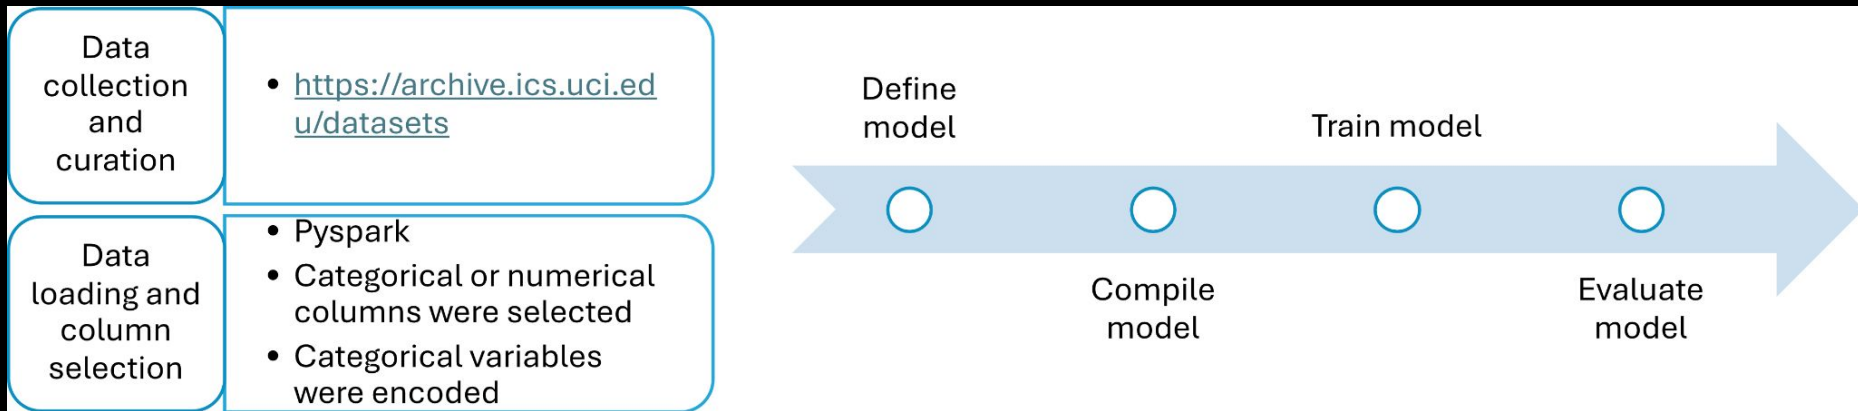 Data
collection
and
curation
• https://archive.ics.uci.ed
u/datasets
Data
loading and
column
selection
• Pyspark
• Categorical or numerical
columns were selected
• Categorical variables
were encoded
Define
model
Compile
model
Train model
Evaluate
model